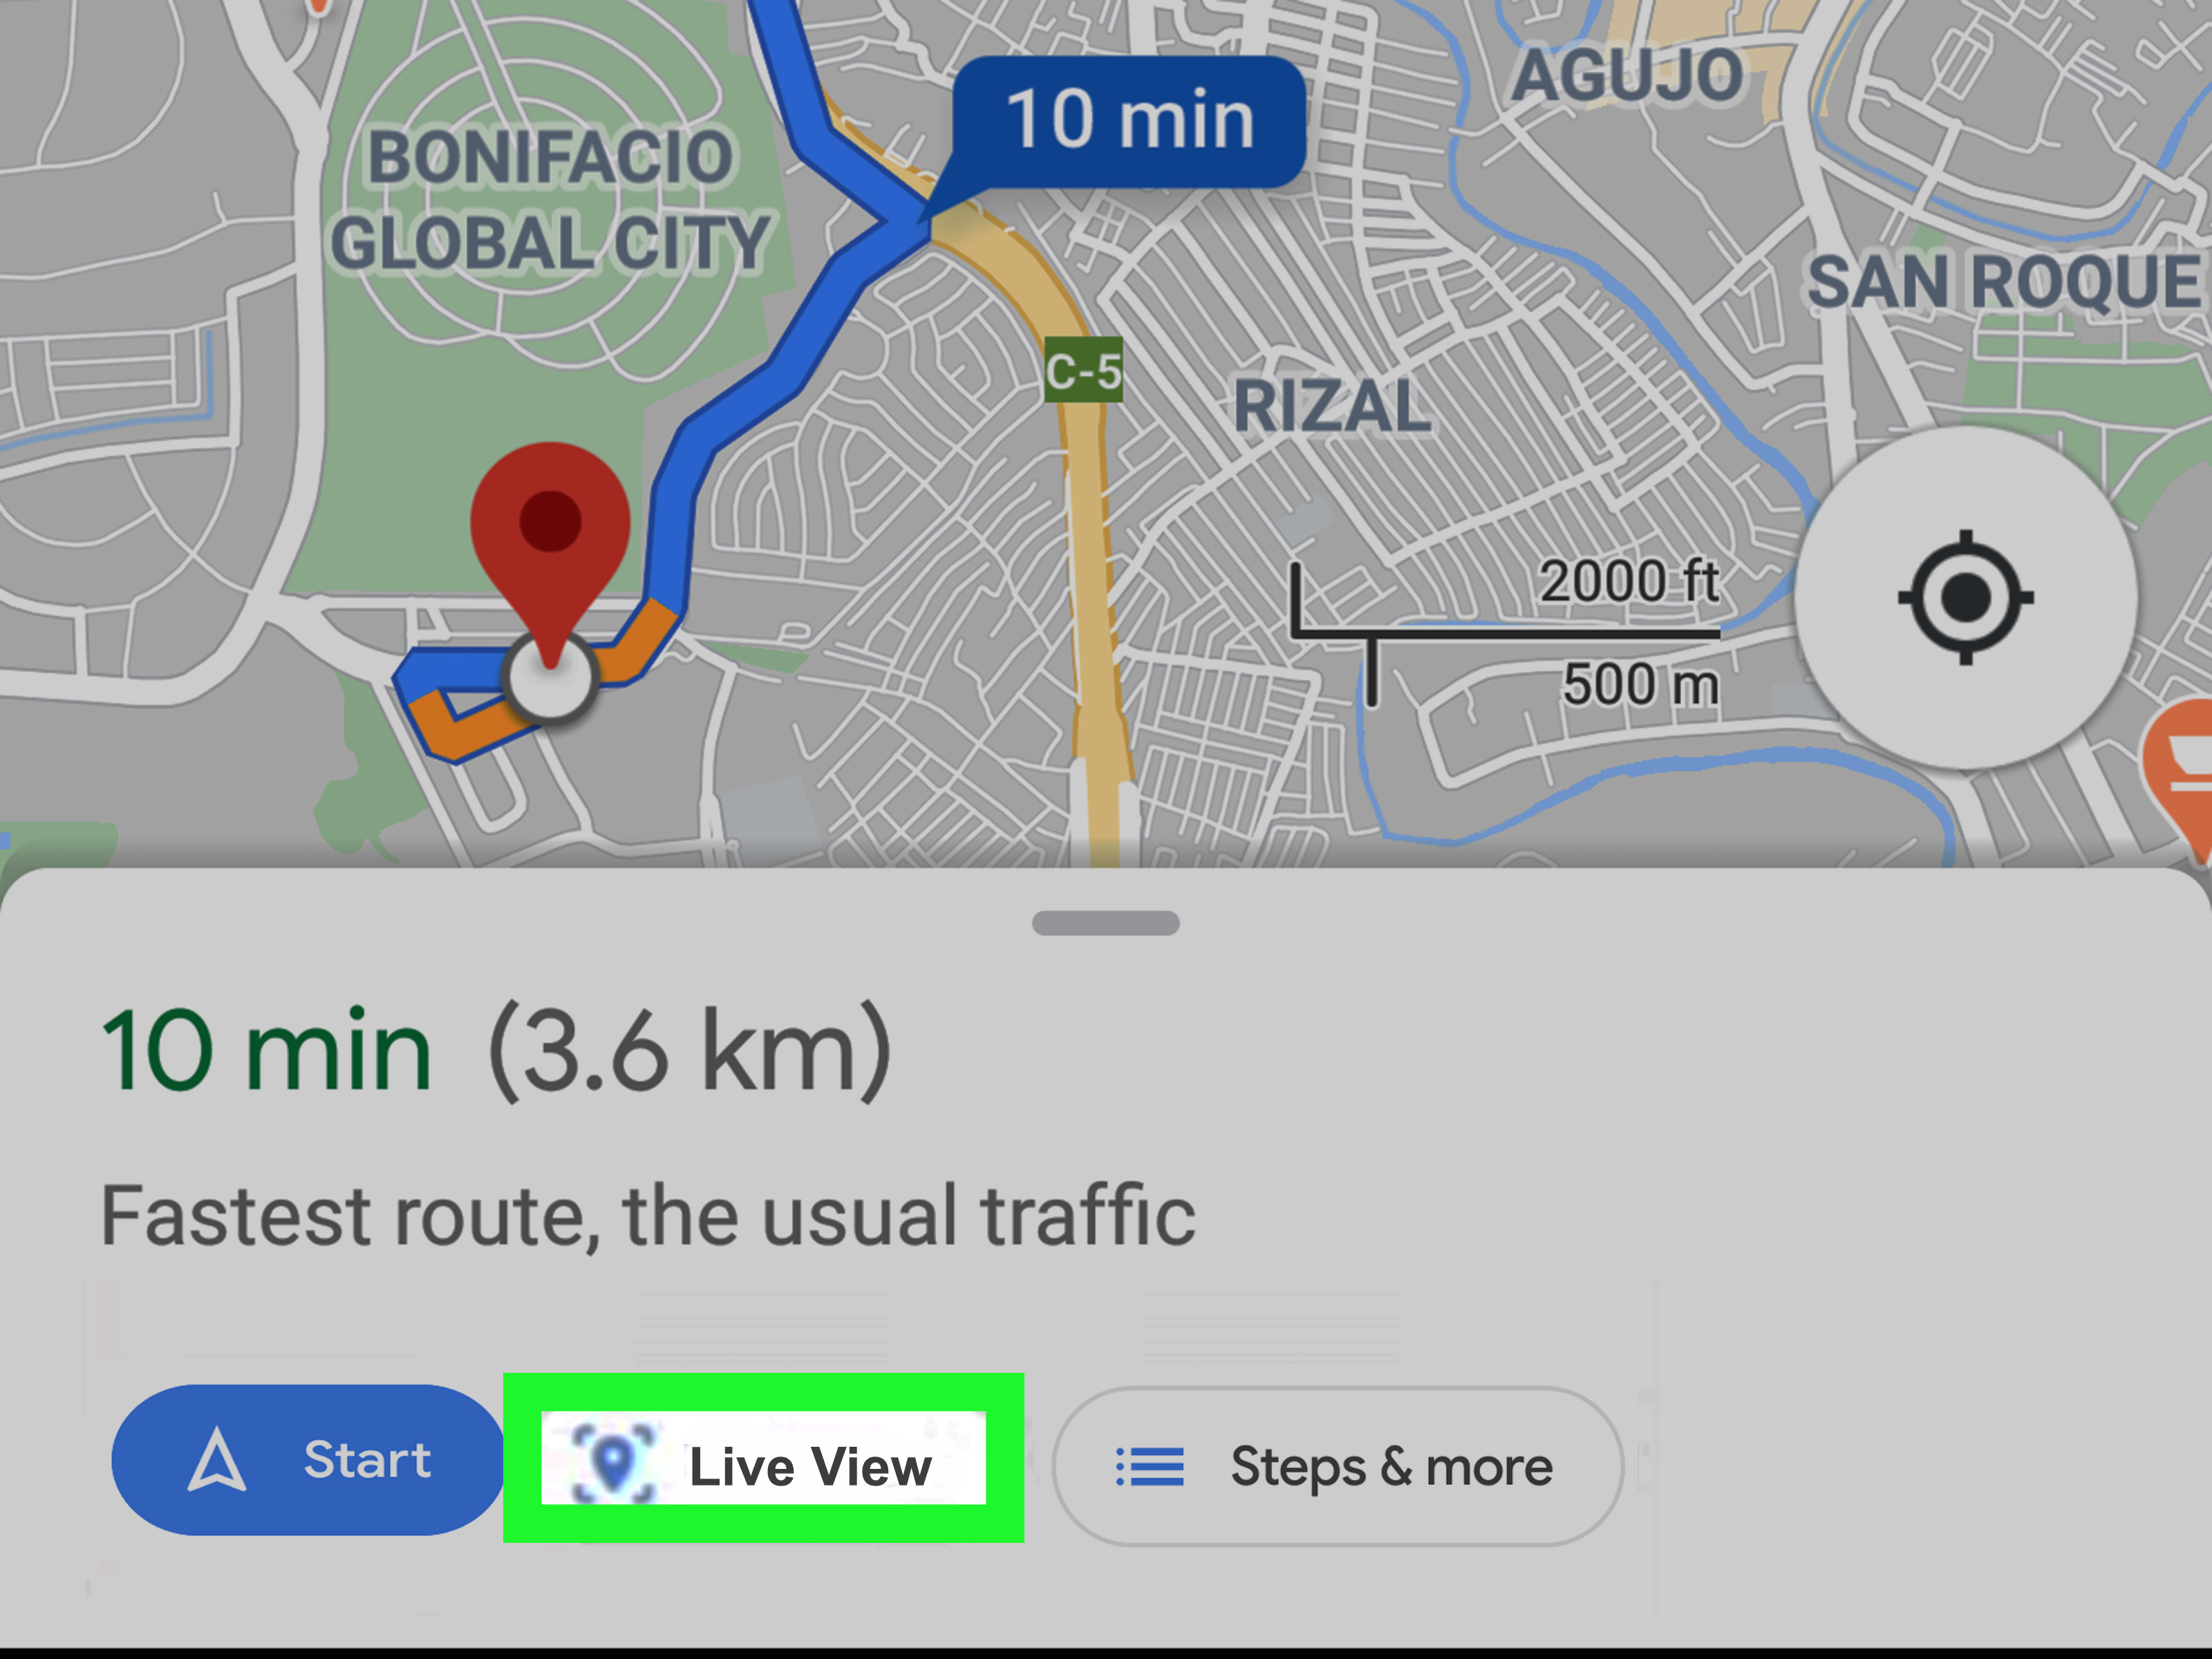 AGUJO
10 min
BONIFACIO
GLOBAL CITY
SAN ROQUE
C-5
RIZAL
2000 ft
500 m
10 min (3.6 km)
Fastest route, the usual traffic
Start
Live View
Steps & more